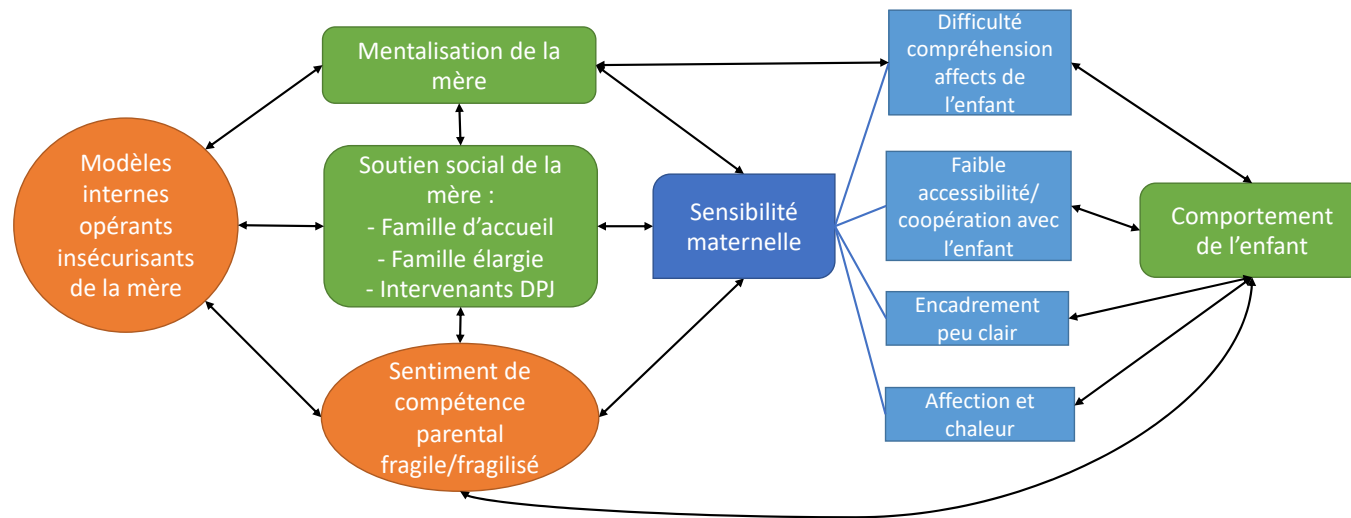 Modèles
internes
opérants
insécurisants
de la mère
Mentalisation de la
mère
Soutien social de la
mère :
- Famille d’accueil
- Famille élargie
- Intervenants DPJ
Sentiment de
compétence
parental
fragile/fragilisé
Sensibilité
maternelle
Difficulté
compréhension
affects de
l’enfant
Faible
accessibilité/
coopération avec
l’enfant
Encadrement
peu clair
Affection et
chaleur
Comportement
de l’enfant